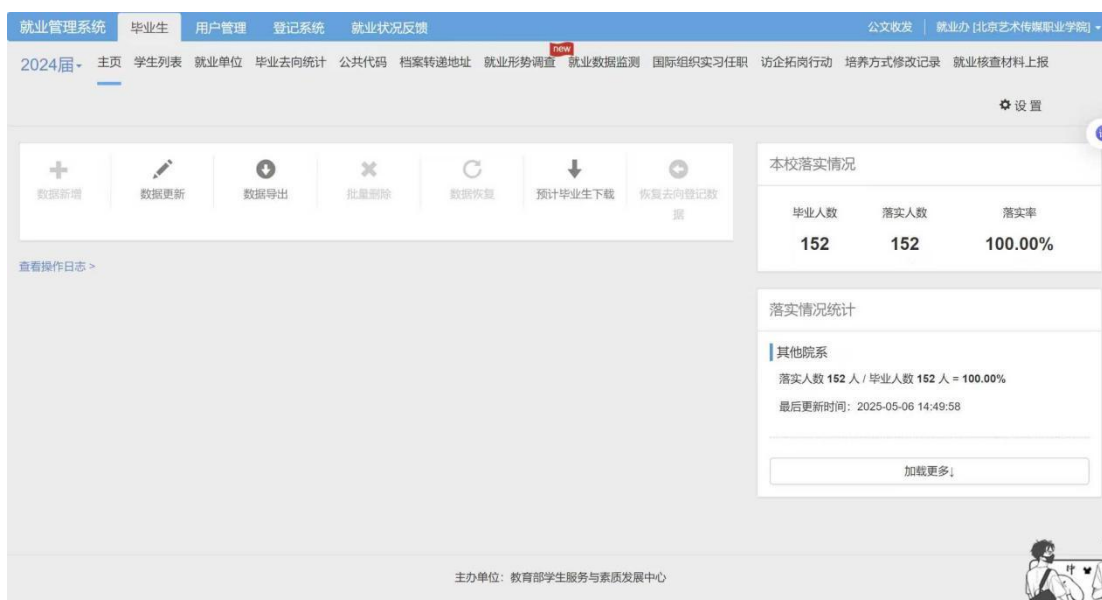 就业管理系统 毕业生 用户管理 登记系统 就业状况反馈 公文收发 就业办 [北京艺术传媒职业学院]
new
2024届 主页 学生列表 就业单位 毕业去向统计 公共代码 档案转递地址 就业形势调查 就业数据监测 国际组织实习任职 访企拓岗行动 培养方式修改记录 就业核查材料上报
设置
数据新增 数据更新 数据导出 批量删除 数据恢复 预计毕业生下载 恢复去向登记数
据
查看操作日志 >
本校落实情况
毕业人数 落实人数 落实率
152 152 100.00%
落实情况统计
其他院系
落实人数 152 人 / 毕业人数 152 人 = 100.00%
最后更新时间：2025-05-06 14:49:58
加载更多↓
主办单位：教育部学生服务与素质发展中心